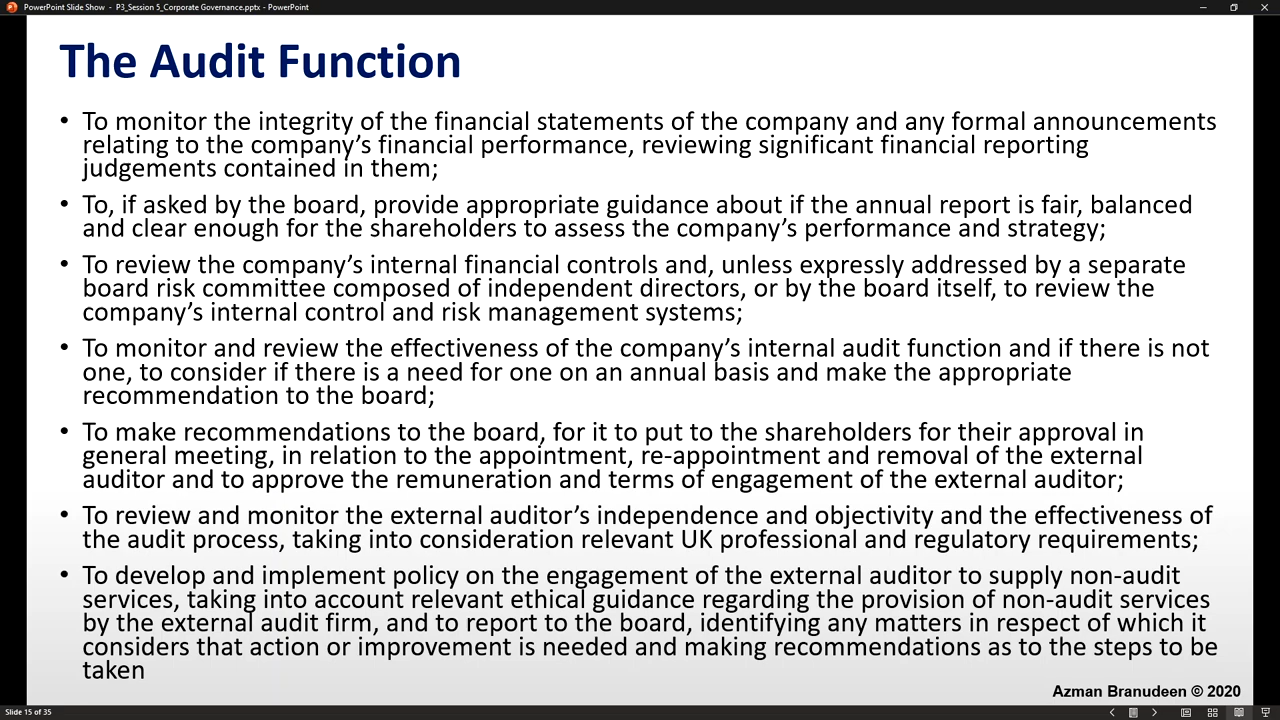 PowerPoint Slide Show - P3_Session 5_Corporate Governance.pptx - PowerPoint
The Audit Function
• To monitor the integrity of the financial statements of the company and any formal announcements
relating to the company's financial performance, reviewing significant financial reporting
judgements contained in them;
• To, if asked by the board, provide appropriate guidance about if the annual report is fair, balanced
and clear enough for the shareholders to assess the company's performance and strategy;
• To review the company's internal financial controls and, unless expressly addressed by a separate
board risk committee composed of independent directors, or by the board itself, to review the
company's internal control and risk management systems;
• To monitor and review the effectiveness of the company's internal audit function and if there is not
one, to consider if there is a need for one on an annual basis and make the appropriate
recommendation to the board;
• To make recommendations to the board, for it to put to the shareholders for their approval in
general meeting, in relation to the appointment, re-appointment and removal of the external
auditor and to approve the remuneration and terms of engagement of the external auditor;
• To review and monitor the external auditor's independence and objectivity and the effectiveness of
the audit process, taking into consideration relevant UK professional and regulatory requirements;
• To develop and implement policy on the engagement of the external auditor to supply non-audit
services, taking into account relevant ethical guidance regarding the provision of non-audit services
by the external audit firm, and to report to the board, identifying any matters in respect of which it
considers that action or improvement is needed and making recommendations as to the steps to be
taken
Azman Branudeen © 2020
Slide 15 of 35